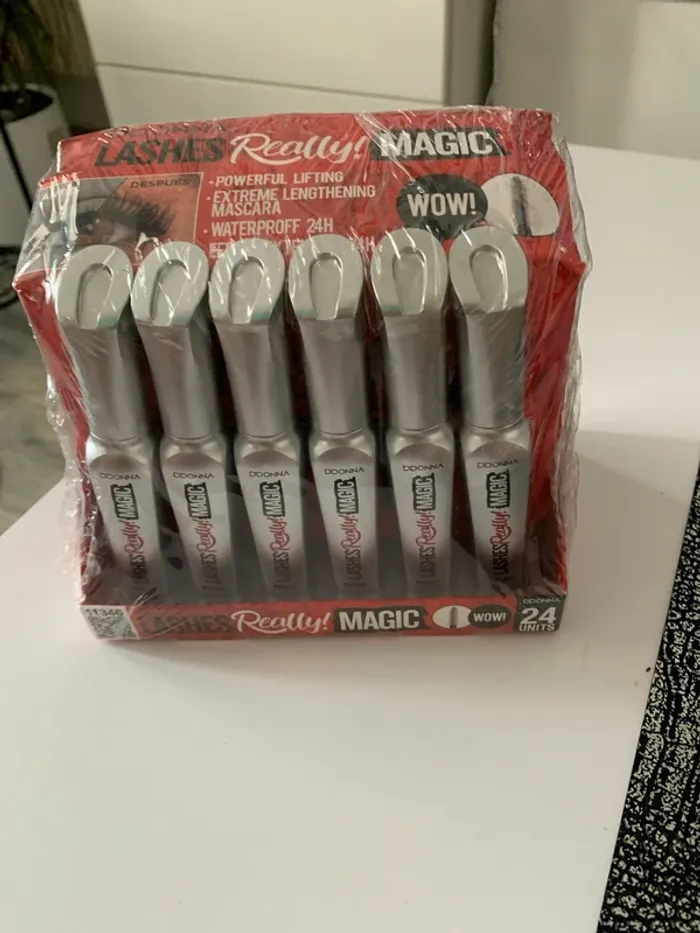 LASHES Really! MAGIC
DESPUÉS
· POWERFUL LIFTING
· EXTREME LENGTHENING
MASCARA
· WATERPROFF 24H
WOW!
DDONNA
LASHES Really! MAGIC
DDONNA
LASHES Really! MAGIC
DDONNA
LASHES Really! MAGIC
DDONNA
LASHES Really! MAGIC
DDONNA
LASHES Really! MAGIC
DDONNA
LASHES Really! MAGIC
11346
LASHES Really! MAGIC
WOW!
DDONNA
24
UNITS